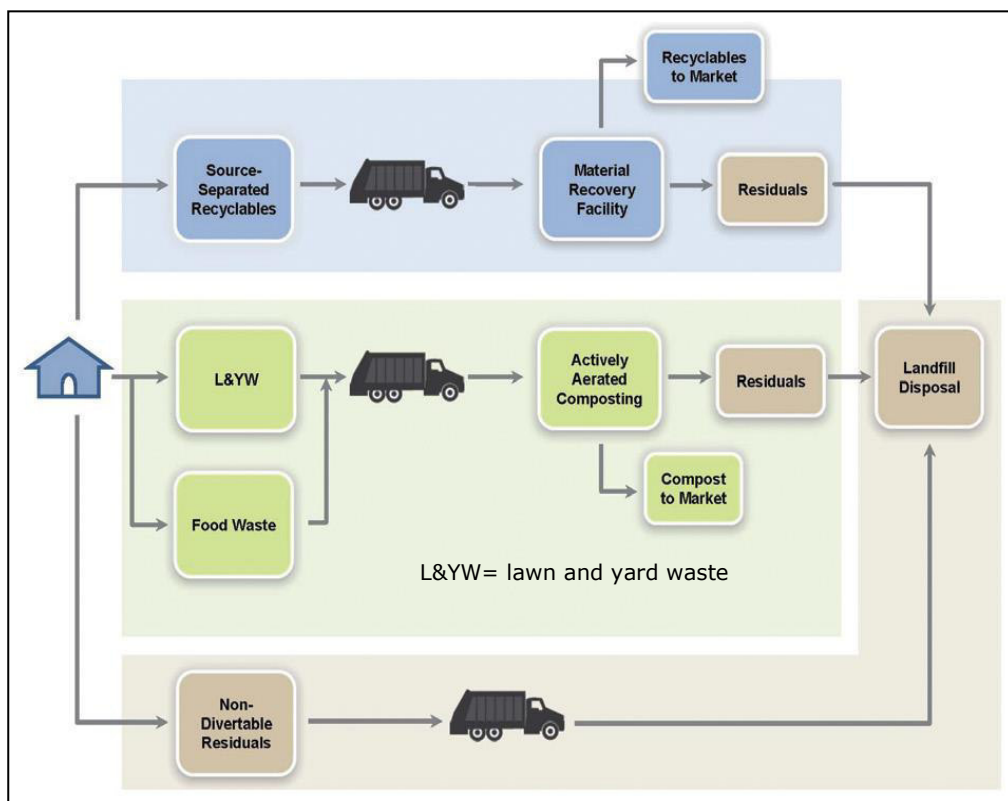 Recyclables
to Market
Source-
Separated
Recyclables
Material
Recovery
Facility
Residuals
L&YW
Actively
Aerated
Composting
Residuals
Landfill
Disposal
Food Waste
Compost
to Market
L&YW= lawn and yard waste
Non-
Divertable
Residuals